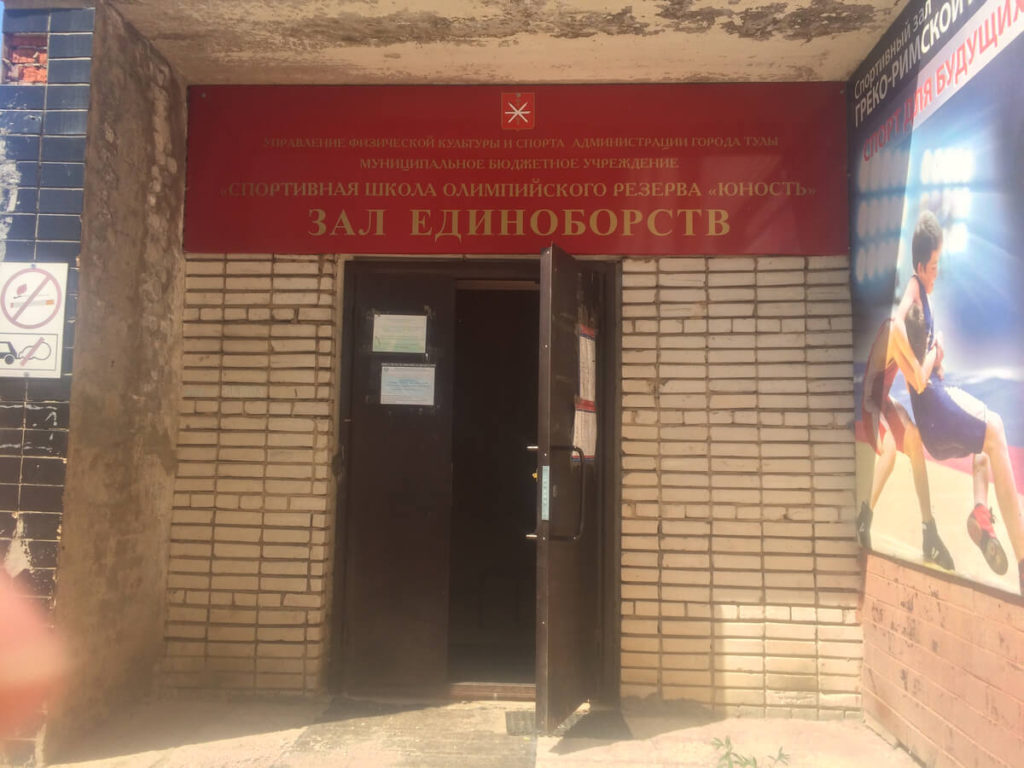 УПРАВЛЕНИЕ ФИЗИЧЕСКОЙ КУЛЬТУРЫ И СПОРТА АДМИНИСТРАЦИИ ГОРОДА ТУЛЫ
МУНИЦИПАЛЬНОЕ БЮДЖЕТНОЕ УЧРЕЖДЕНИЕ
«СПОРТИВНАЯ ШКОЛА ОЛИМПИЙСКОГО РЕЗЕРВА «ЮНОСТЬ»
ЗАЛ ЕДИНОБОРСТВ
Спортивный зал
ГРЕКО-РИМСКОЙ
СПОРТ ДЛЯ БУДУЩИХ